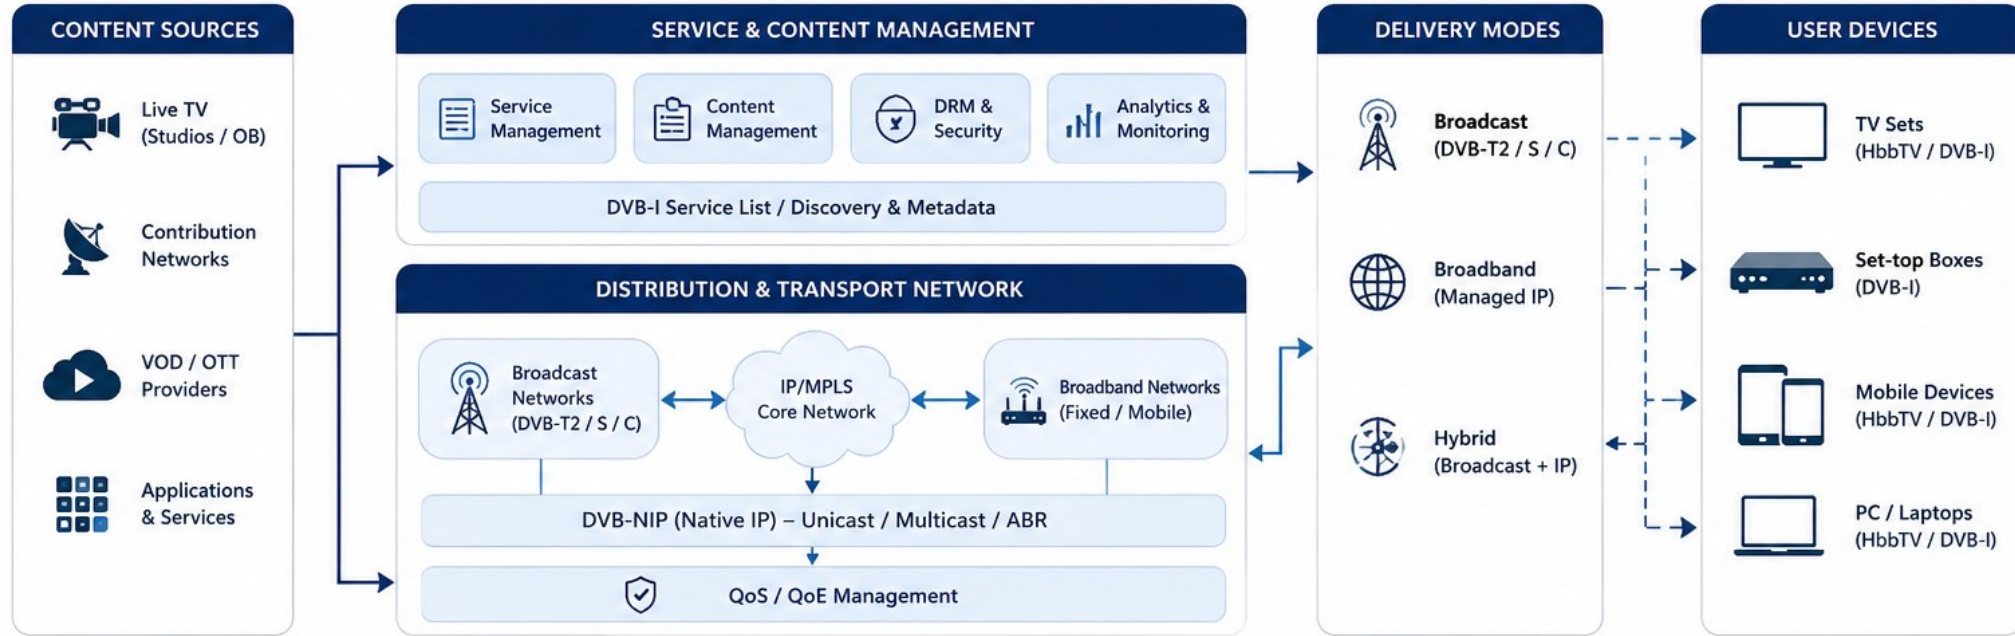 CONTENT SOURCES
Live TV
(Studios / OB)
Contribution
Networks
VOD / OTT
Providers
Applications
& Services
SERVICE & CONTENT MANAGEMENT
Service
Management
Content
Management
DRM &
Security
Analytics &
Monitoring
DVB-I Service List / Discovery & Metadata
DISTRIBUTION & TRANSPORT NETWORK
Broadcast
Networks
(DVB-T2 / S / C)
IP/MPLS
Core Network
Broadband Networks
(Fixed / Mobile)
DVB-NIP (Native IP) – Unicast / Multicast / ABR
QoS / QoE Management
DELIVERY MODES
Broadcast
(DVB-T2 / S / C)
Broadband
(Managed IP)
Hybrid
(Broadcast + IP)
USER DEVICES
TV Sets
(HbbTV / DVB-I)
Set-top Boxes
(DVB-I)
Mobile Devices
(HbbTV / DVB-I)
PC / Laptops
(HbbTV / DVB-I)